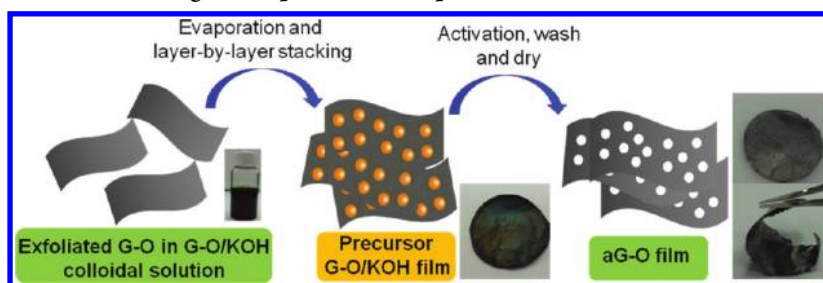 Evaporation and
layer-by-layer stacking
Activation, wash
and dry
Exfoliated G-O in G-O/KOH
colloidal solution
Precursor
G-O/KOH film
aG-O film